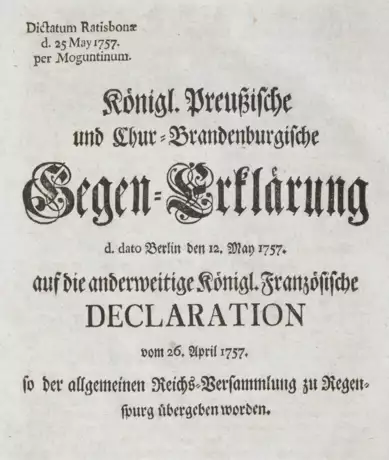 Dictatum Ratisbonæ
d. 25 May 1757.
per Moguntinum.
Königl. Preußische
und Chur-Brandenburgische
Gegen-Erklärung
d. dato Berlin den 12. May 1757.
auf die anderweitige Königl. Französische
DECLARATION
vom 26. April 1757.
so der allgemeinen Reichs-Versammlung zu Regen-
spurg übergeben worden.